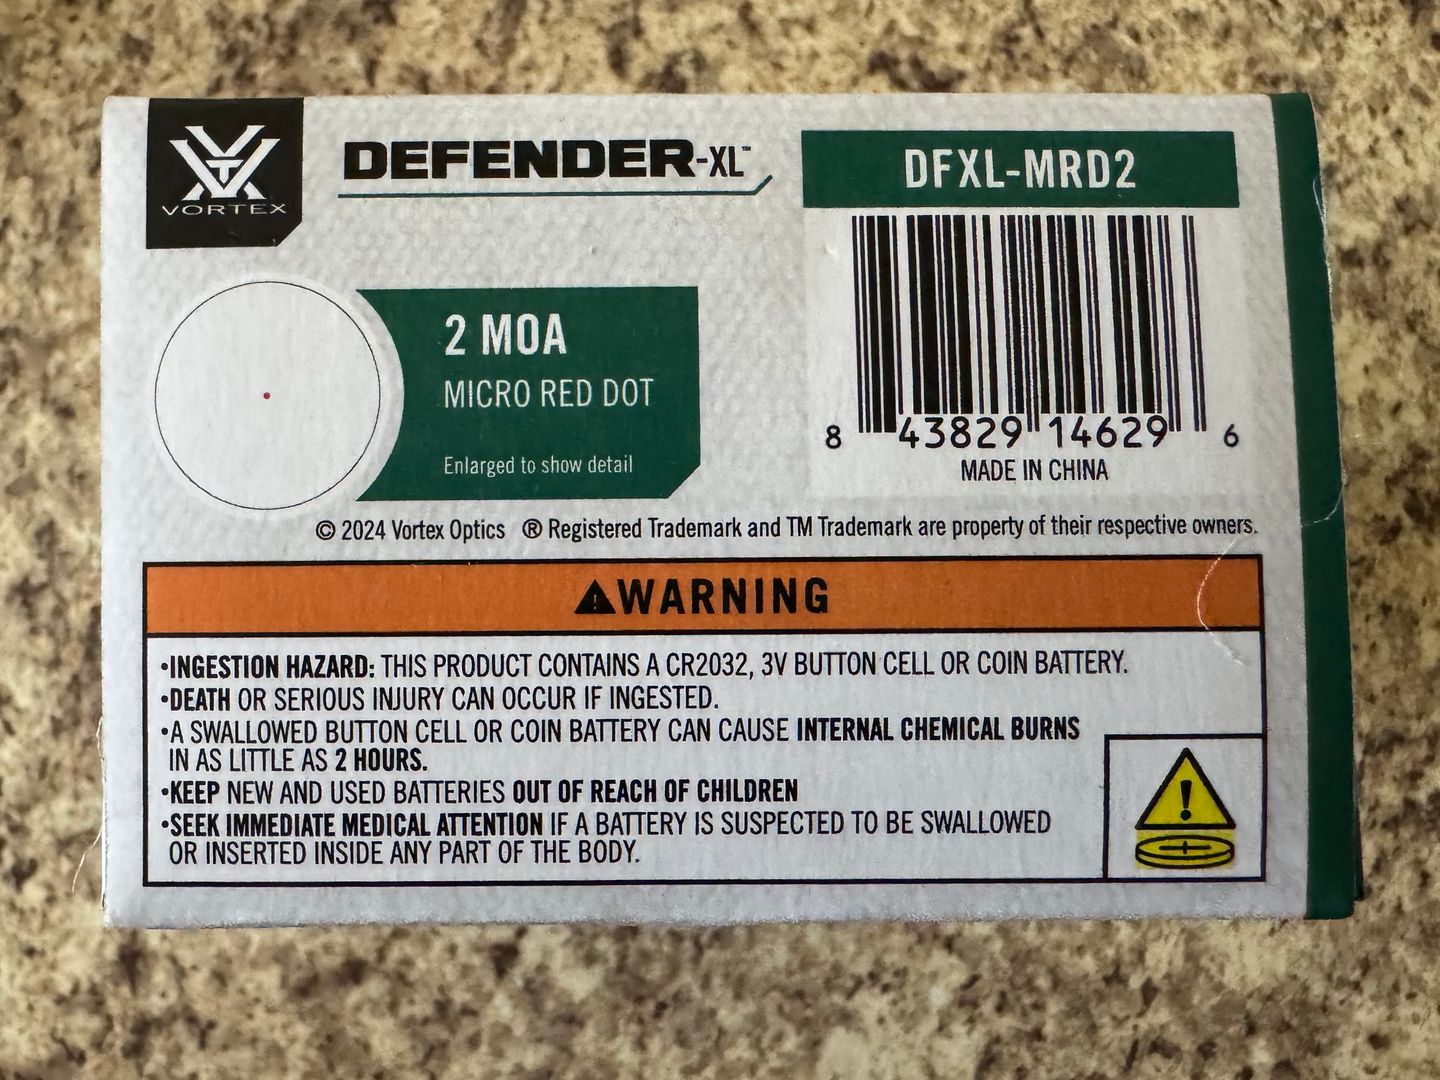 VORTEX
DEFENDER-XL™
DFXL-MRD2
2 MOA
MICRO RED DOT
Enlarged to show detail
8 43829 14629 6
MADE IN CHINA
© 2024 Vortex Optics ® Registered Trademark and TM Trademark are property of their respective owners.
⚠WARNING
•INGESTION HAZARD: THIS PRODUCT CONTAINS A CR2032, 3V BUTTON CELL OR COIN BATTERY.
•DEATH OR SERIOUS INJURY CAN OCCUR IF INGESTED.
•A SWALLOWED BUTTON CELL OR COIN BATTERY CAN CAUSE INTERNAL CHEMICAL BURNS
IN AS LITTLE AS 2 HOURS.
•KEEP NEW AND USED BATTERIES OUT OF REACH OF CHILDREN
•SEEK IMMEDIATE MEDICAL ATTENTION IF A BATTERY IS SUSPECTED TO BE SWALLOWED
OR INSERTED INSIDE ANY PART OF THE BODY.